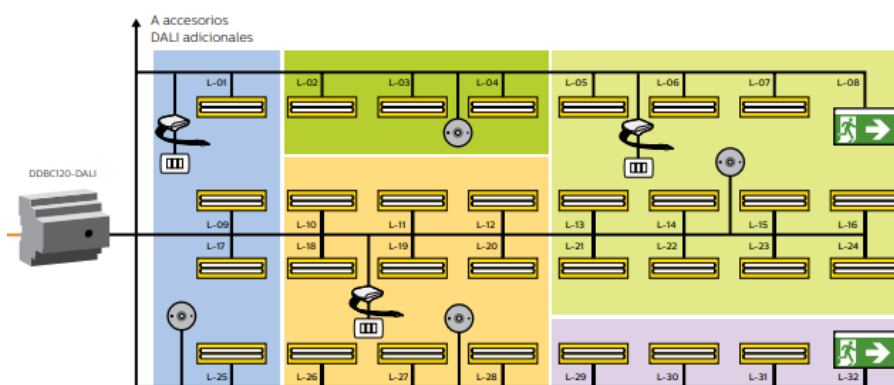 A accesorios
DALI adicionales
L-01
L-02
L-03
L-04
L-05
L-06
L-07
L-08
DDBC120-DALI
L-09
L-10
L-11
L-12
L-13
L-14
L-15
L-16
L-17
L-18
L-19
L-20
L-21
L-22
L-23
L-24
L-25
L-26
L-27
L-28
L-29
L-30
L-31
L-32